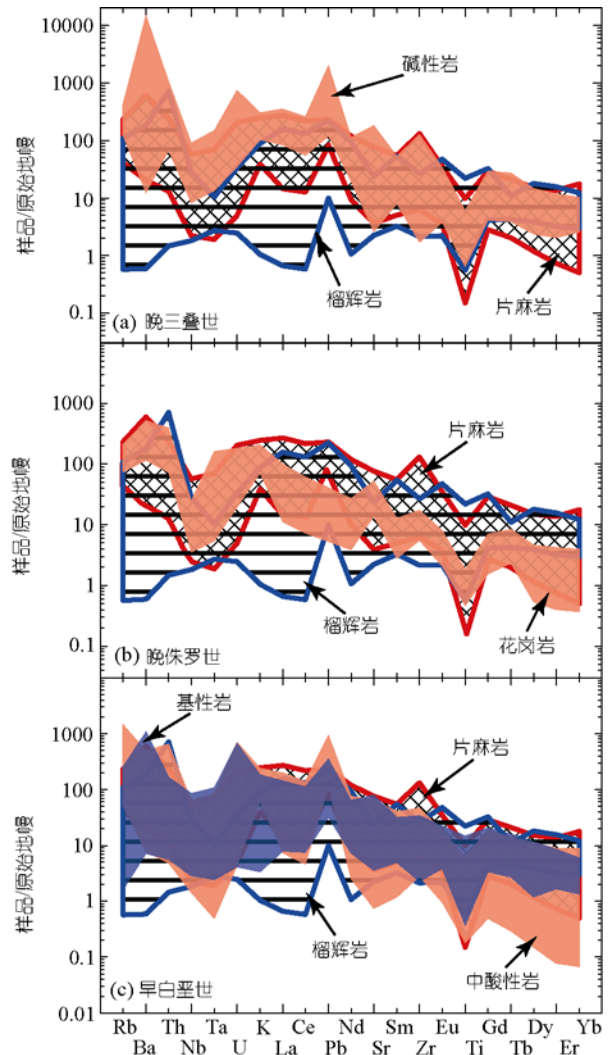 10000
1000
碱性岩
100
样品/原始地幔
10
1
榴辉岩
片麻岩
0.1
(a) 晚三叠世
1000
片麻岩
100
样品/原始地幔
10
1
榴辉岩
花岗岩
0.1
(b) 晚侏罗世
基性岩
1000
片麻岩
100
样品/原始地幔
10
1
榴辉岩
0.1
中酸性岩
(c) 早白垩世
0.01
Rb Th Ta K Ce Nd Sm Eu Gd Dy Yb
Ba Nb U La Pb Sr Zr Ti Tb Er